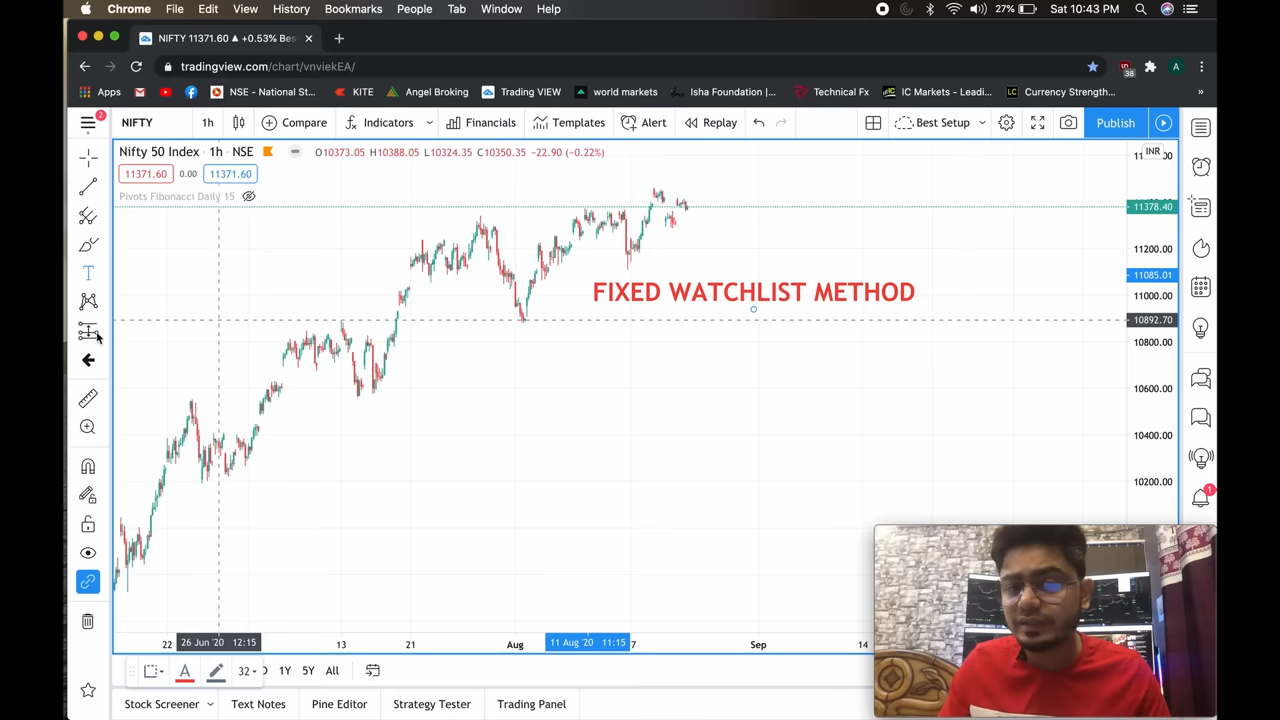 Chrome File Edit View History Bookmarks People Tab Window Help 27% Sat 10:43 PM
NIFTY 11371.60 ▲ +0.53% Bes
tradingview.com/chart/vnviekEA/ 38 A
Apps NSE - National St... KITE Angel Broking Trading VIEW world markets Isha Foundation |... Technical Fx IC Markets - Leadi... Currency Strength... »
2 NIFTY 1h Compare Indicators Financials Templates Alert Replay Best Setup Publish
Nifty 50 Index · 1h · NSE O10373.05 H10388.05 L10324.35 C10350.35 −22.90 (−0.22%) INR
11371.60 0.00 11371.60
Pivots Fibonacci Daily 15
11378.40
11200.00
11085.01
FIXED WATCHLIST METHOD
11000.00
10892.70
10800.00
10600.00
10400.00
10200.00
1
22 26 Jun '20 12:15 13 21 Aug 11 Aug '20 11:15 7 Sep 14
T A 32 1Y 5Y All
Stock Screener Text Notes Pine Editor Strategy Tester Trading Panel